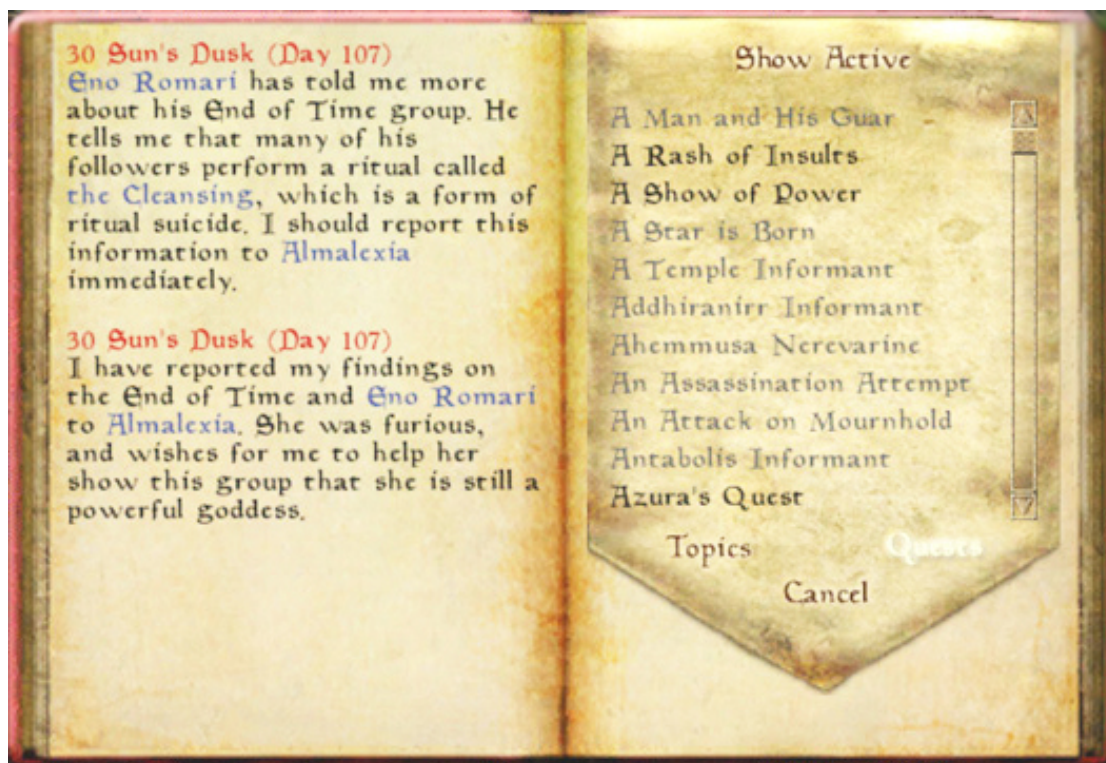 30 Sun's Dusk (Day 107)
Eno Romari has told me more
about his End of Time group. He
tells me that many of his
followers perform a ritual called
the Cleansing, which is a form of
ritual suicide. I should report this
information to Almalexia
immediately.
30 Sun's Dusk (Day 107)
I have reported my findings on
the End of Time and Eno Romari
to Almalexia. She was furious,
and wishes for me to help her
show this group that she is still a
powerful goddess.
Show Active
A Man and His Guar
A Rash of Insults
A Show of Power
A Star is Born
A Temple Informant
Addhiranirr Informant
Ahemmusa Nerevarine
An Assassination Attempt
An Attack on Mournhold
Antabolis Informant
Azura's Quest
Topics Quests
Cancel